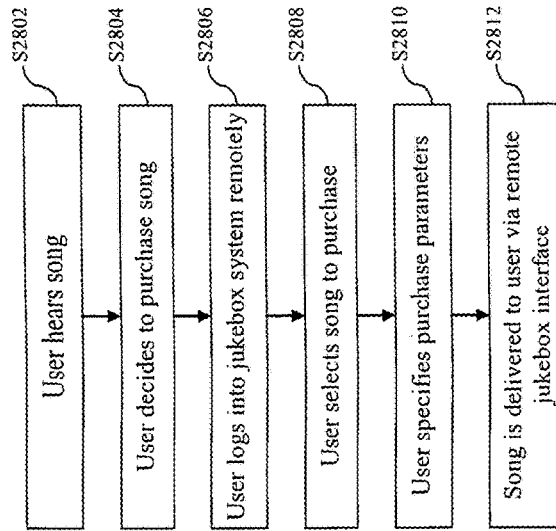 S2802
User hears song
S2804
User decides to purchase song
S2806
User logs into jukebox system remotely
S2808
User selects song to purchase
S2810
User specifies purchase parameters
S2812
Song is delivered to user via remote
jukebox interface